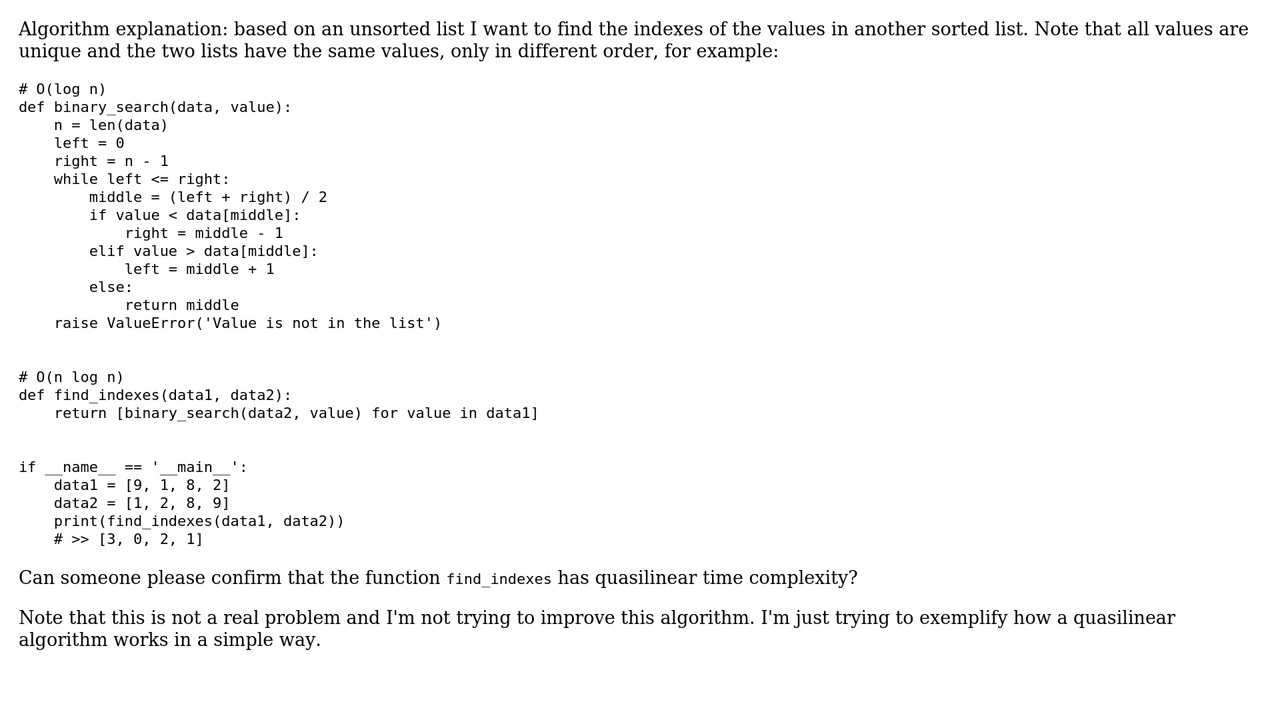 Algorithm explanation: based on an unsorted list I want to find the indexes of the values in another sorted list. Note that all values are
unique and the two lists have the same values, only in different order, for example:
# O(log n)
def binary_search(data, value):
    n = len(data)
    left = 0
    right = n - 1
    while left <= right:
        middle = (left + right) / 2
        if value < data[middle]:
            right = middle - 1
        elif value > data[middle]:
            left = middle + 1
        else:
            return middle
    raise ValueError('Value is not in the list')
# O(n log n)
def find_indexes(data1, data2):
    return [binary_search(data2, value) for value in data1]
if __name__ == '__main__':
    data1 = [9, 1, 8, 2]
    data2 = [1, 2, 8, 9]
    print(find_indexes(data1, data2))
    # >> [3, 0, 2, 1]
Can someone please confirm that the function find_indexes has quasilinear time complexity?
Note that this is not a real problem and I'm not trying to improve this algorithm. I'm just trying to exemplify how a quasilinear
algorithm works in a simple way.